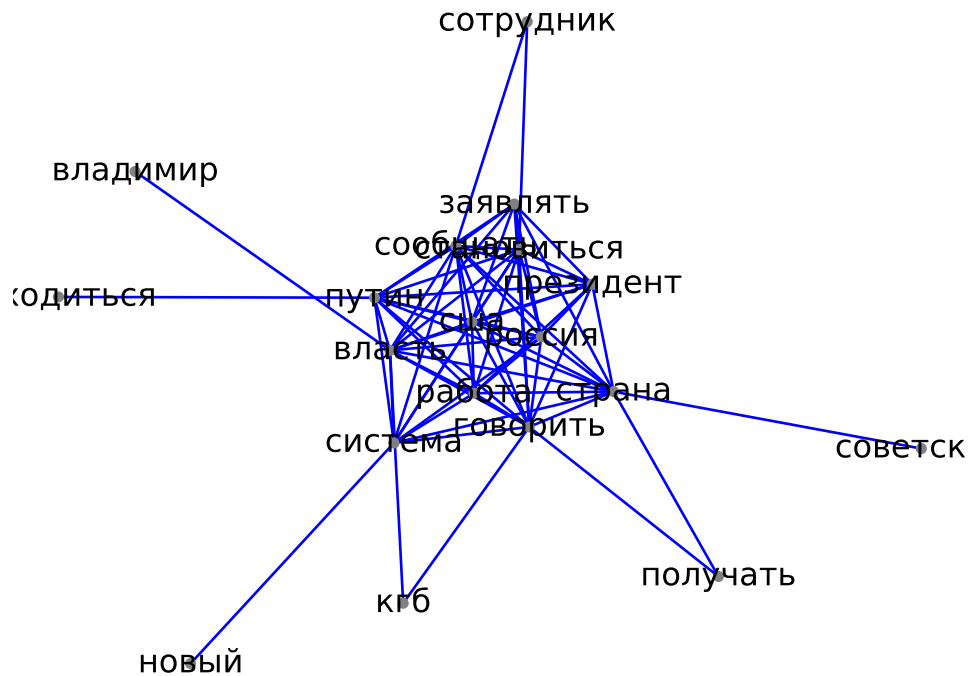 сотрудник
владимир
заявлять
сообщать
становиться
президент
ходиться
путин
сша
россия
власть
работа
страна
говорить
система
советск
получать
кгб
новый